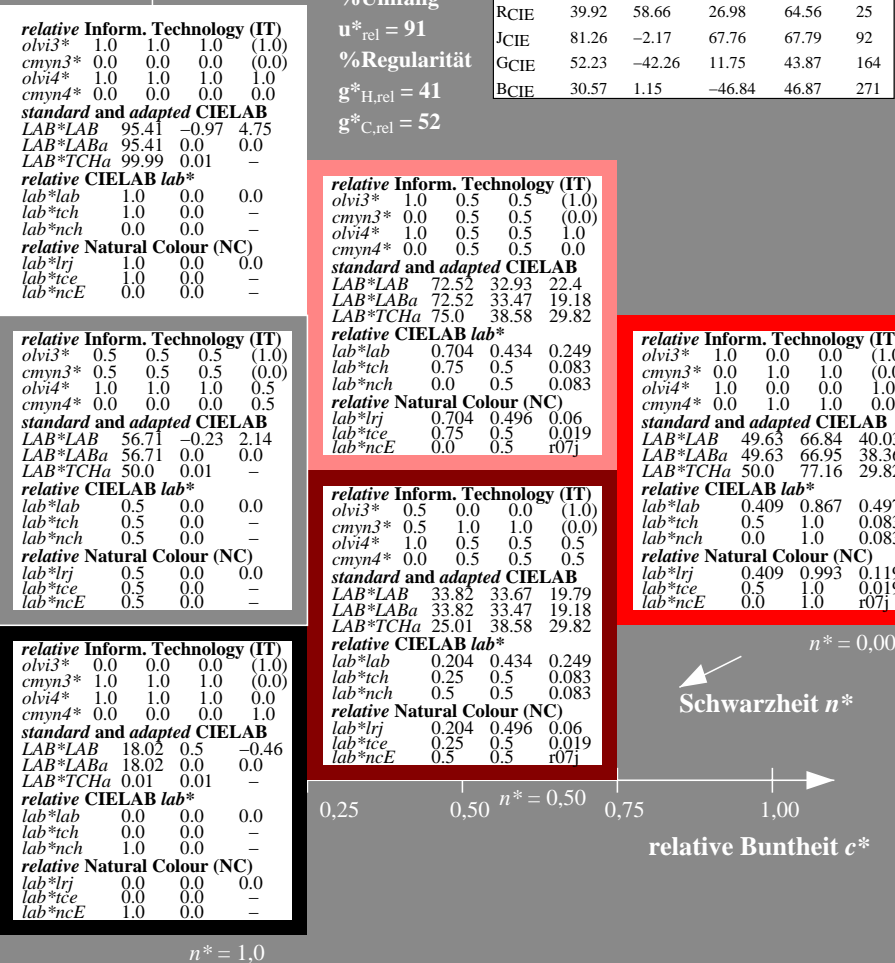 %Umfang
u*rel = 91
%Regularität
g*H,rel = 41
g*C,rel = 52
RCIE 39.92 58.66 26.98 64.56 25
JCIE 81.26 –2.17 67.76 67.79 92
GCIE 52.23 –42.26 11.75 43.87 164
BCIE 30.57 1.15 –46.84 46.87 271
relative Inform. Technology (IT)
olvi3* 1.0 1.0 1.0 (1.0)
cmyn3* 0.0 0.0 0.0 (0.0)
olvi4* 1.0 1.0 1.0 1.0
cmyn4* 0.0 0.0 0.0 0.0
standard and adapted CIELAB
LAB*LAB 95.41 –0.97 4.75
LAB*LABa 95.41 0.0 0.0
LAB*TCHa 99.99 0.01 –
relative CIELAB lab*
lab*lab 1.0 0.0 0.0
lab*tch 1.0 0.0 –
lab*nch 0.0 0.0 –
relative Natural Colour (NC)
lab*lrj 1.0 0.0 0.0
lab*tce 1.0 0.0 –
lab*ncE 0.0 0.0 –
relative Inform. Technology (IT)
olvi3* 1.0 0.5 0.5 (1.0)
cmyn3* 0.0 0.5 0.5 (0.0)
olvi4* 1.0 0.5 0.5 1.0
cmyn4* 0.0 0.5 0.5 0.0
standard and adapted CIELAB
LAB*LAB 72.52 32.93 22.4
LAB*LABa 72.52 33.47 19.18
LAB*TCHa 75.0 38.58 29.82
relative CIELAB lab*
lab*lab 0.704 0.434 0.249
lab*tch 0.75 0.5 0.083
lab*nch 0.0 0.5 0.083
relative Natural Colour (NC)
lab*lrj 0.704 0.496 0.06
lab*tce 0.75 0.5 0.019
lab*ncE 0.0 0.5 r07j
relative Inform. Technology (IT)
olvi3* 0.5 0.5 0.5 (1.0)
cmyn3* 0.5 0.5 0.5 (0.0)
olvi4* 1.0 1.0 1.0 0.5
cmyn4* 0.0 0.0 0.0 0.5
standard and adapted CIELAB
LAB*LAB 56.71 –0.23 2.14
LAB*LABa 56.71 0.0 0.0
LAB*TCHa 50.0 0.01 –
relative CIELAB lab*
lab*lab 0.5 0.0 0.0
lab*tch 0.5 0.0 –
lab*nch 0.5 0.0 –
relative Natural Colour (NC)
lab*lrj 0.5 0.0 0.0
lab*tce 0.5 0.0 –
lab*ncE 0.5 0.0 –
relative Inform. Technology (IT
olvi3* 1.0 0.0 0.0 (1.0
cmyn3* 0.0 1.0 1.0 (0.0
olvi4* 1.0 0.0 0.0 1.0
cmyn4* 0.0 1.0 1.0 0.0
standard and adapted CIELAB
LAB*LAB 49.63 66.84 40.03
LAB*LABa 49.63 66.95 38.36
LAB*TCHa 50.0 77.16 29.82
relative CIELAB lab*
lab*lab 0.409 0.867 0.497
lab*tch 0.5 1.0 0.083
lab*nch 0.0 1.0 0.083
relative Natural Colour (NC)
lab*lrj 0.409 0.993 0.119
lab*tce 0.5 1.0 0.019
lab*ncE 0.0 1.0 r07j
relative Inform. Technology (IT)
olvi3* 0.5 0.0 0.0 (1.0)
cmyn3* 0.5 1.0 1.0 (0.0)
olvi4* 1.0 0.5 0.5 0.5
cmyn4* 0.0 0.5 0.5 0.5
standard and adapted CIELAB
LAB*LAB 33.82 33.67 19.79
LAB*LABa 33.82 33.47 19.18
LAB*TCHa 25.01 38.58 29.82
relative CIELAB lab*
lab*lab 0.204 0.434 0.249
lab*tch 0.25 0.5 0.083
lab*nch 0.5 0.5 0.083
relative Natural Colour (NC)
lab*lrj 0.204 0.496 0.06
lab*tce 0.25 0.5 0.019
lab*ncE 0.5 0.5 r07j
relative Inform. Technology (IT)
olvi3* 0.0 0.0 0.0 (1.0)
cmyn3* 1.0 1.0 1.0 (0.0)
olvi4* 1.0 1.0 1.0 0.0
cmyn4* 0.0 0.0 0.0 1.0
standard and adapted CIELAB
LAB*LAB 18.02 0.5 –0.46
LAB*LABa 18.02 0.0 0.0
LAB*TCHa 0.01 0.01 –
relative CIELAB lab*
lab*lab 0.0 0.0 0.0
lab*tch 0.0 0.0 –
lab*nch 1.0 0.0 –
relative Natural Colour (NC)
lab*lrj 0.0 0.0 0.0
lab*tce 0.0 0.0 –
lab*ncE 1.0 0.0 –
n* = 0,00
Schwarzheit n*
n* = 0,50
0,25 0,50 0,75 1,00
relative Buntheit c*
n* = 1,0